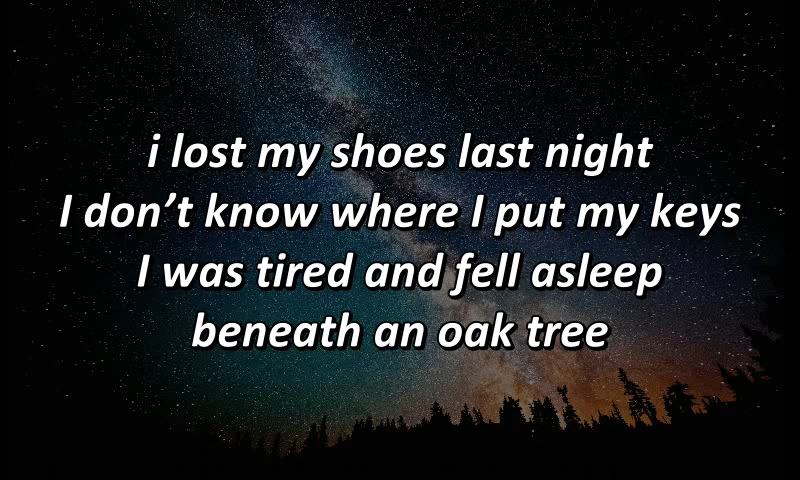 i lost my shoes last night
I don’t know where I put my keys
I was tired and fell asleep
beneath an oak tree